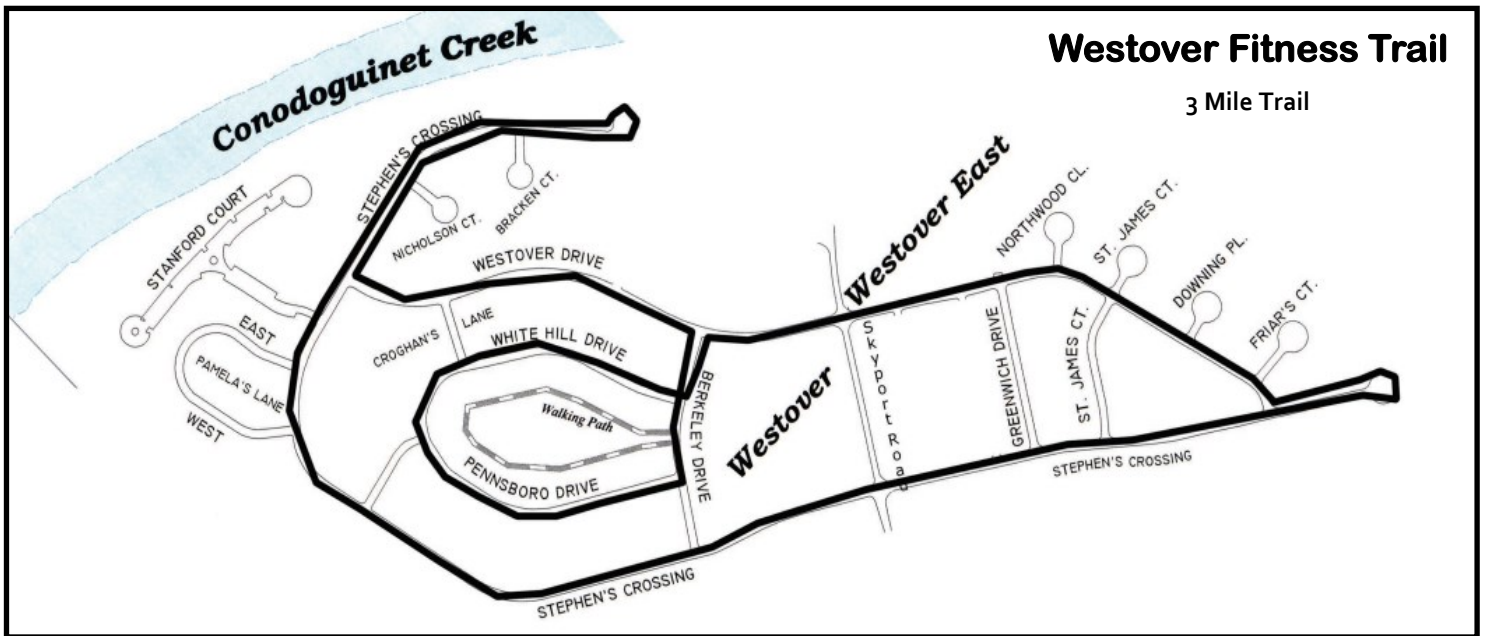 Westover Fitness Trail
3 Mile Trail
Conodoguinet Creek
STEPHEN'S CROSSING
STANFORD COURT
NICHOLSON CT.
BRACKEN CT.
WESTOVER DRIVE
EAST
PAMELA'S LANE
WEST
CROGHAN'S LANE
WHITE HILL DRIVE
Walking Path
PENNSBORO DRIVE
BERKELEY DRIVE
Westover
Westover East
Skyport Road
GREENWICH DRIVE
NORTHWOOD CL.
ST. JAMES CT.
ST. JAMES CT.
DOWNING PL.
FRIAR'S CT.
STEPHEN'S CROSSING
STEPHEN'S CROSSING